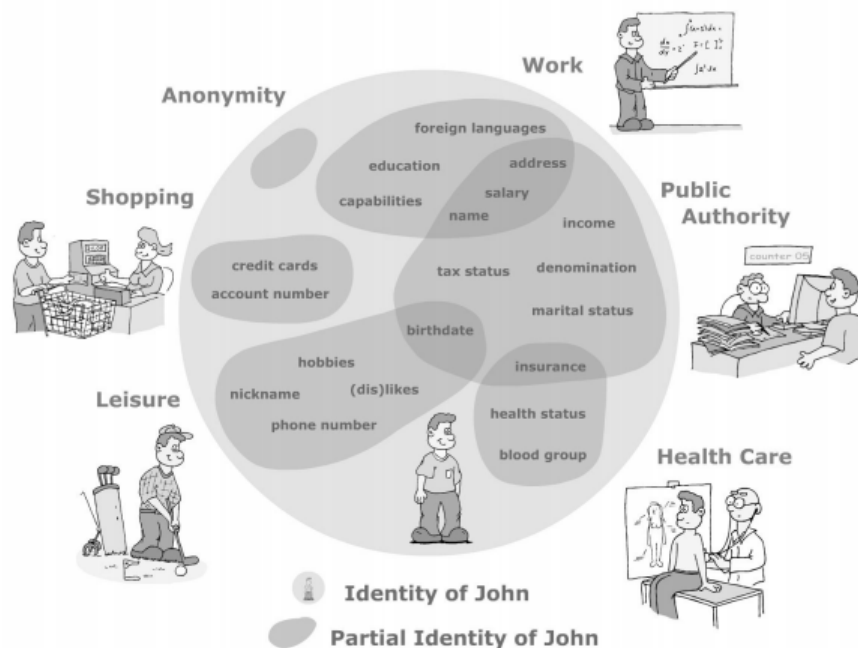 Work
Anonymity
foreign languages
education
address
capabilities
salary
name
Shopping
Public
Authority
income
credit cards
account number
tax status
denomination
counter 05
marital status
birthdate
hobbies
insurance
nickname
(dis)likes
Leisure
phone number
health status
blood group
Health Care
Identity of John
Partial Identity of John